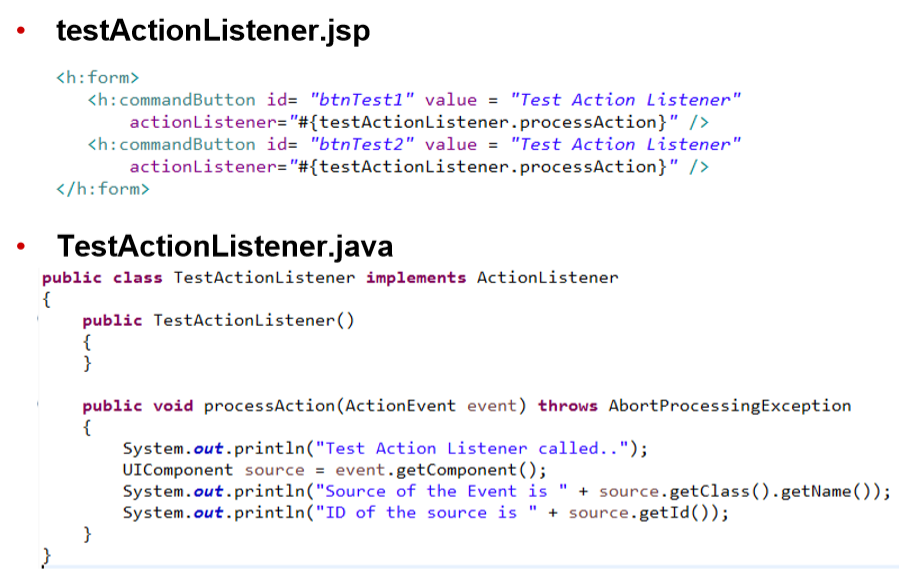 • testActionListener.jsp
<h:form>
<h:commandButton id= "btnTest1" value = "Test Action Listener"
actionListener="#{testActionListener.processAction}" />
<h:commandButton id= "btnTest2" value = "Test Action Listener"
actionListener="#{testActionListener.processAction}" />
</h:form>
• TestActionListener.java
public class TestActionListener implements ActionListener
{
public TestActionListener()
{
}
public void processAction(ActionEvent event) throws AbortProcessingException
{
System.out.println("Test Action Listener called..");
UIComponent source = event.getComponent();
System.out.println("Source of the Event is " + source.getClass().getName());
System.out.println("ID of the source is " + source.getId());
}
}